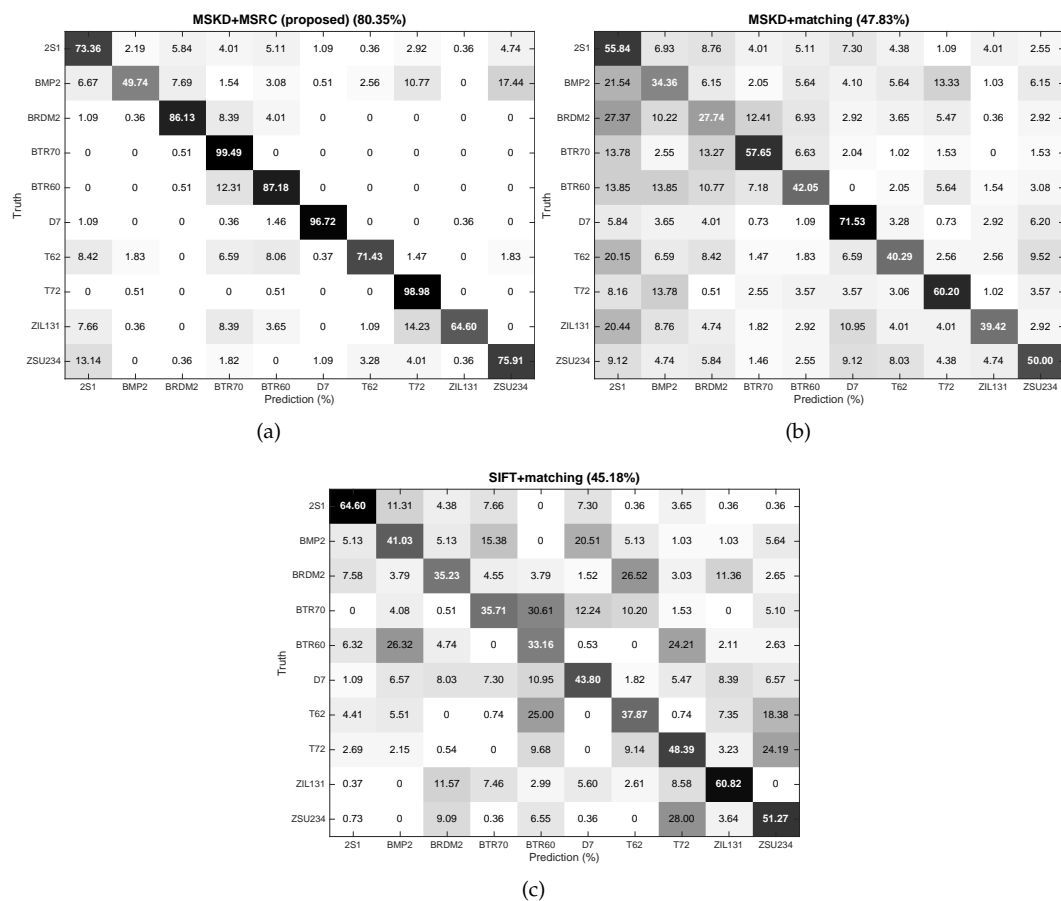 MSKD+MSRC (proposed) (80.35%)
2S1 73.36 2.19 5.84 4.01 5.11 1.09 0.36 2.92 0.36 4.74
BMP2 6.67 49.74 7.69 1.54 3.08 0.51 2.56 10.77 0 17.44
BRDM2 1.09 0.36 86.13 8.39 4.01 0 0 0 0 0
BTR70 0 0 0.51 99.49 0 0 0 0 0 0
BTR60 0 0 0.51 12.31 87.18 0 0 0 0 0
D7 1.09 0 0 0.36 1.46 96.72 0 0 0.36 0
T62 8.42 1.83 0 6.59 8.06 0.37 71.43 1.47 0 1.83
T72 0 0.51 0 0 0.51 0 0 98.98 0 0
ZIL131 7.66 0.36 0 8.39 3.65 0 1.09 14.23 64.60 0
ZSU234 13.14 0 0.36 1.82 0 1.09 3.28 4.01 0.36 75.91
2S1 BMP2 BRDM2 BTR70 BTR60 D7 T62 T72 ZIL131 ZSU234
Prediction (%)
Truth
(a)
MSKD+matching (47.83%)
2S1 55.84 6.93 8.76 4.01 5.11 7.30 4.38 1.09 4.01 2.55
BMP2 21.54 34.36 6.15 2.05 5.64 4.10 5.64 13.33 1.03 6.15
BRDM2 27.37 10.22 27.74 12.41 6.93 2.92 3.65 5.47 0.36 2.92
BTR70 13.78 2.55 13.27 57.65 6.63 2.04 1.02 1.53 0 1.53
BTR60 13.85 13.85 10.77 7.18 42.05 0 2.05 5.64 1.54 3.08
D7 5.84 3.65 4.01 0.73 1.09 71.53 3.28 0.73 2.92 6.20
T62 20.15 6.59 8.42 1.47 1.83 6.59 40.29 2.56 2.56 9.52
T72 8.16 13.78 0.51 2.55 3.57 3.57 3.06 60.20 1.02 3.57
ZIL131 20.44 8.76 4.74 1.82 2.92 10.95 4.01 4.01 39.42 2.92
ZSU234 9.12 4.74 5.84 1.46 2.55 9.12 8.03 4.38 4.74 50.00
2S1 BMP2 BRDM2 BTR70 BTR60 D7 T62 T72 ZIL131 ZSU234
Prediction (%)
Truth
(b)
SIFT+matching (45.18%)
2S1 64.60 11.31 4.38 7.66 0 7.30 0.36 3.65 0.36 0.36
BMP2 5.13 41.03 5.13 15.38 0 20.51 5.13 1.03 1.03 5.64
BRDM2 7.58 3.79 35.23 4.55 3.79 1.52 26.52 3.03 11.36 2.65
BTR70 0 4.08 0.51 35.71 30.61 12.24 10.20 1.53 0 5.10
BTR60 6.32 26.32 4.74 0 33.16 0.53 0 24.21 2.11 2.63
D7 1.09 6.57 8.03 7.30 10.95 43.80 1.82 5.47 8.39 6.57
T62 4.41 5.51 0 0.74 25.00 0 37.87 0.74 7.35 18.38
T72 2.69 2.15 0.54 0 9.68 0 9.14 48.39 3.23 24.19
ZIL131 0.37 0 11.57 7.46 2.99 5.60 2.61 8.58 60.82 0
ZSU234 0.73 0 9.09 0.36 6.55 0.36 0 28.00 3.64 51.27
2S1 BMP2 BRDM2 BTR70 BTR60 D7 T62 T72 ZIL131 ZSU234
Prediction (%)
Truth
(c)